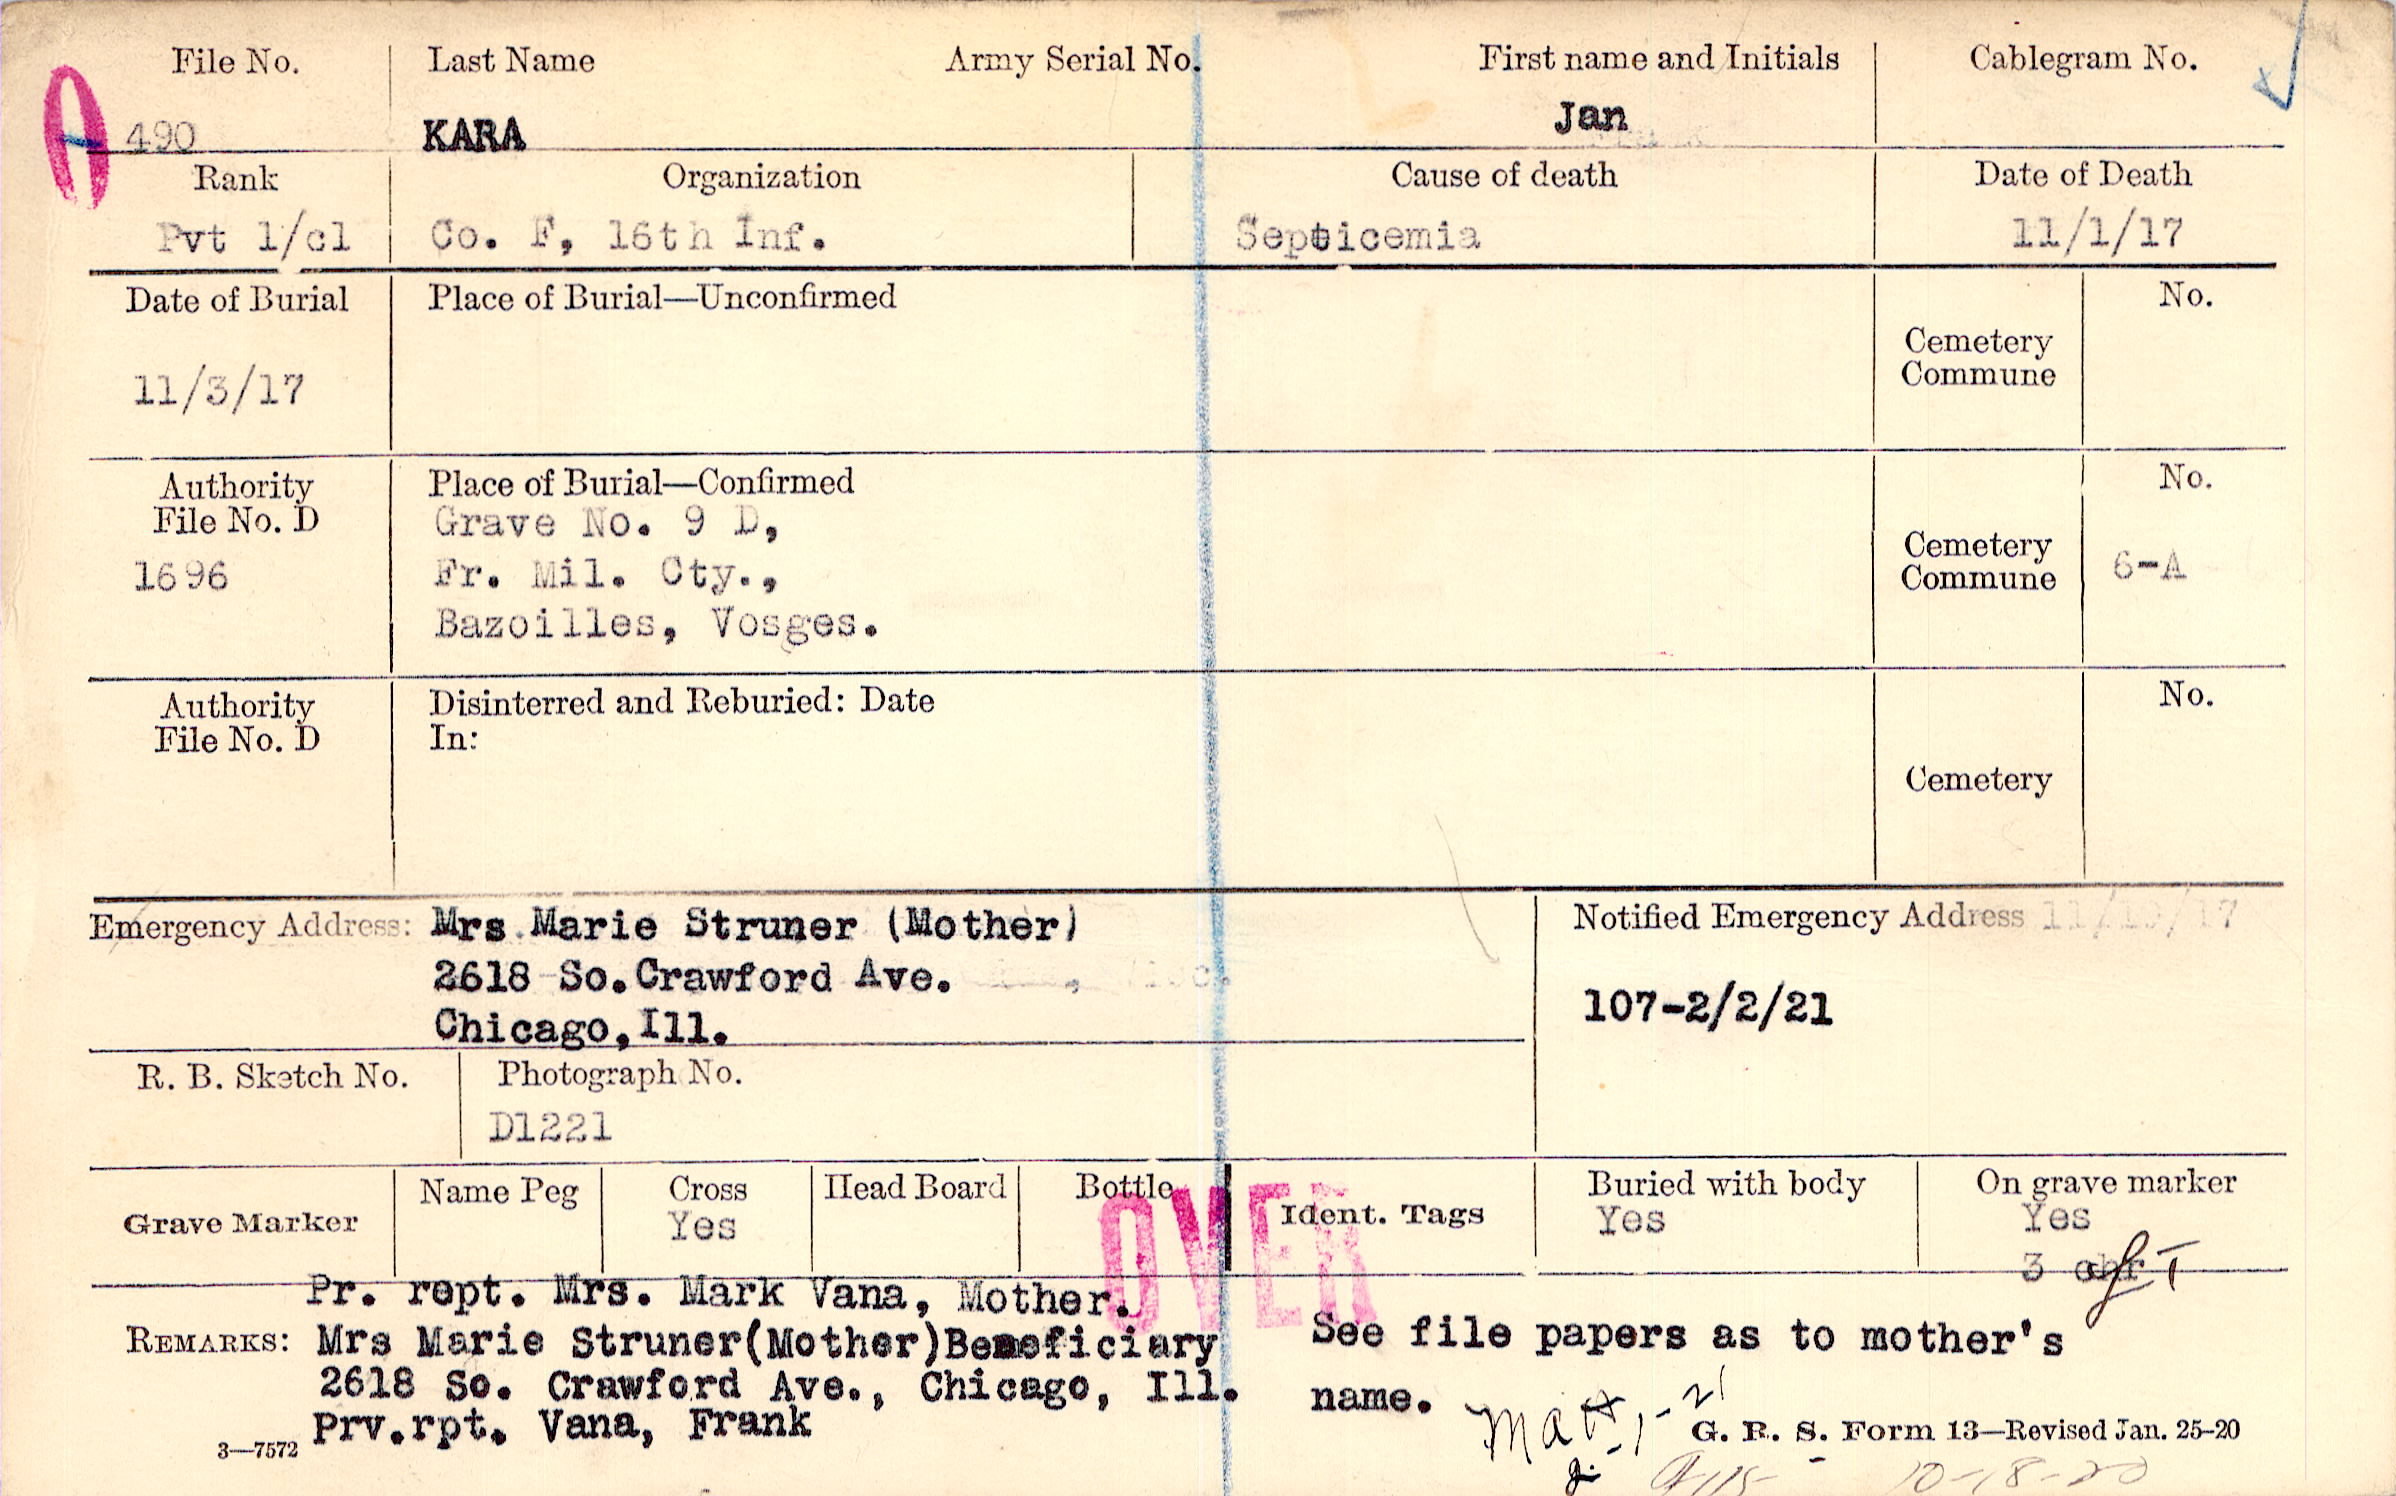 File No. Last Name Army Serial No. First name and Initials Cablegram No.
490 KARA Jan
Rank Organization Cause of death Date of Death
Pvt 1/cl Co. F, 16th Inf. Septicemia 11/1/17
Date of Burial Place of Burial—Unconfirmed No.
Cemetery
Commune
11/3/17
Authority Place of Burial—Confirmed No.
File No. D Grave No. 9 D,
Cemetery
1696 Fr. Mil. Cty., Commune 6-A
Bazoilles, Vosges.
Authority Disinterred and Reburied: Date No.
File No. D In:
Cemetery
Emergency Address: Mrs. Marie Struner (Mother) Notified Emergency Address
2618 So. Crawford Ave.
107-2/2/21
Chicago, Ill.
R. B. Sketch No. Photograph No.
D1221
Grave Marker Name Peg Cross Head Board Bottle Ident. Tags Buried with body On grave marker
Yes Yes Yes
OVER
Pr. rept. Mrs. Mark Vana, Mother.
REMARKS: Mrs Marie Struner(Mother)Beneficiary See file papers as to mother's
2618 So. Crawford Ave., Chicago, Ill. name.
Prv.rpt. Vana, Frank
3—7572 G. R. S. Form 13—Revised Jan. 25-20
10-18-20